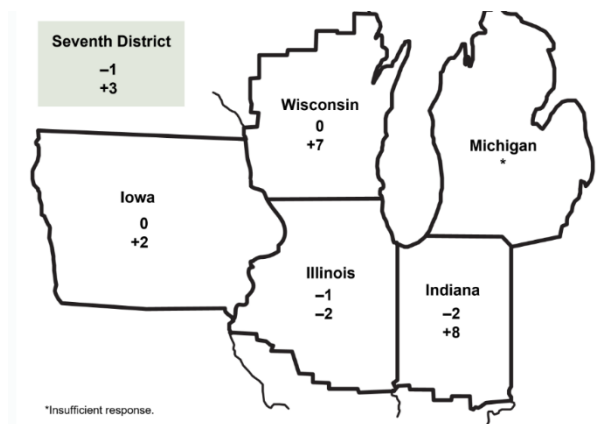 Seventh District
–1
+3
Wisconsin
0
+7
Michigan
*
Iowa
0
+2
Illinois
–1
–2
Indiana
–2
+8
*Insufficient response.